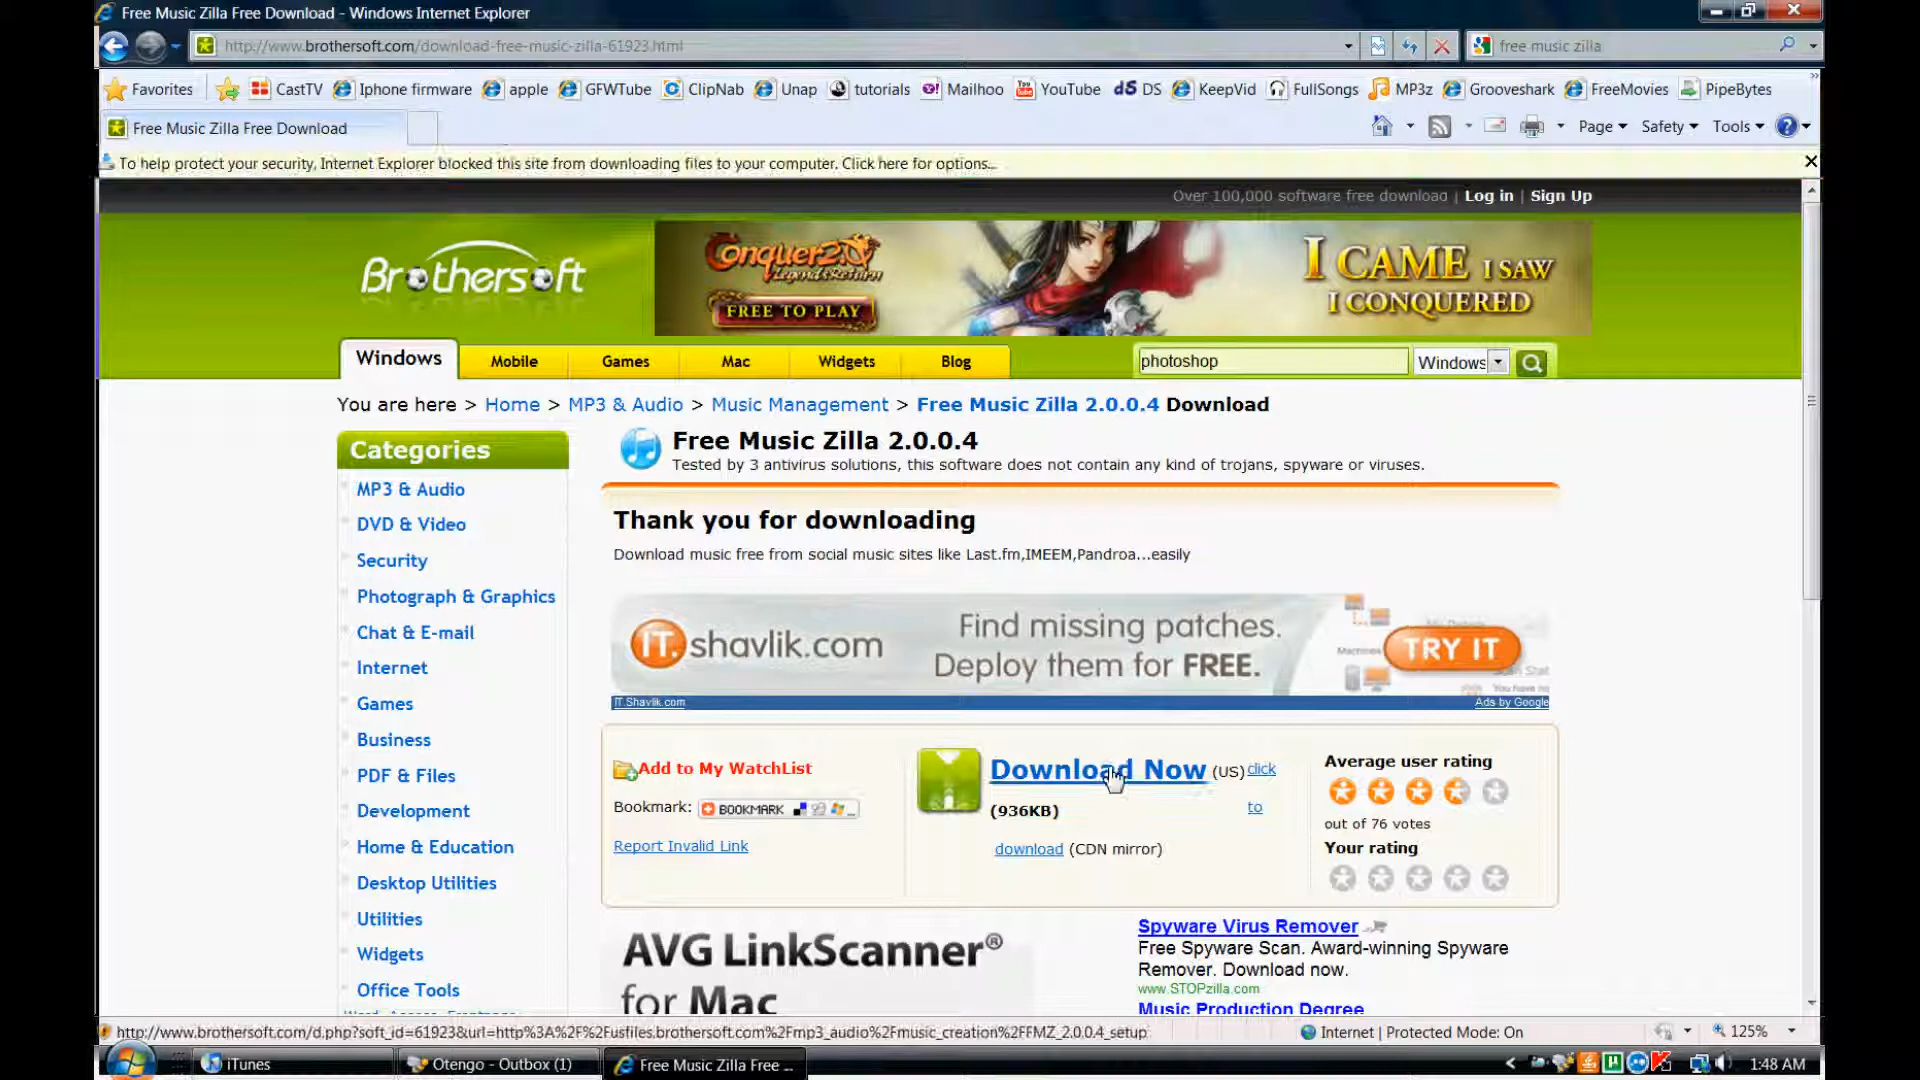 Free Music Zilla Free Download - Windows Internet Explorer
http://www.brothersoft.com/download-free-music-zilla-61923.html
free music zilla
Favorites CastTV Iphone firmware apple GFWTube ClipNab Unap tutorials Mailhoo YouTube dS DS KeepVid FullSongs MP3z Grooveshark FreeMovies PipeBytes
Free Music Zilla Free Download
Page Safety Tools
To help protect your security, Internet Explorer blocked this site from downloading files to your computer. Click here for options...
Over 100,000 software free download | Log in | Sign Up
Brothersoft
Conquer2.0
Legends Return
FREE TO PLAY
I CAME I SAW
I CONQUERED
Windows Mobile Games Mac Widgets Blog
photoshop Windows
You are here > Home > MP3 & Audio > Music Management > Free Music Zilla 2.0.0.4 Download
Categories
MP3 & Audio
DVD & Video
Security
Photograph & Graphics
Chat & E-mail
Internet
Games
Business
PDF & Files
Development
Home & Education
Desktop Utilities
Utilities
Widgets
Office Tools
Free Music Zilla 2.0.0.4
Tested by 3 antivirus solutions, this software does not contain any kind of trojans, spyware or viruses.
Thank you for downloading
Download music free from social music sites like Last.fm,IMEEM,Pandroa...easily
IT.shavlik.com
Find missing patches.
Deploy them for FREE.
TRY IT
IT.Shavlik.com
Ads by Google
Add to My WatchList
Bookmark: BOOKMARK
Report Invalid Link
Download Now (US) click
(936KB) to
download (CDN mirror)
Average user rating
out of 76 votes
Your rating
AVG LinkScanner®
for Mac
Spyware Virus Remover
Free Spyware Scan. Award-winning Spyware
Remover. Download now.
www.STOPzilla.com
Music Production Degree
http://www.brothersoft.com/d.php?soft_id=61923&url=http%3A%2F%2Fusfiles.brothersoft.com%2Fmp3_audio%2Fmusic_creation%2FFMZ_2.0.0.4_setup
Internet | Protected Mode: On
125%
iTunes
Otengo - Outbox (1)
Free Music Zilla Free ...
1:48 AM